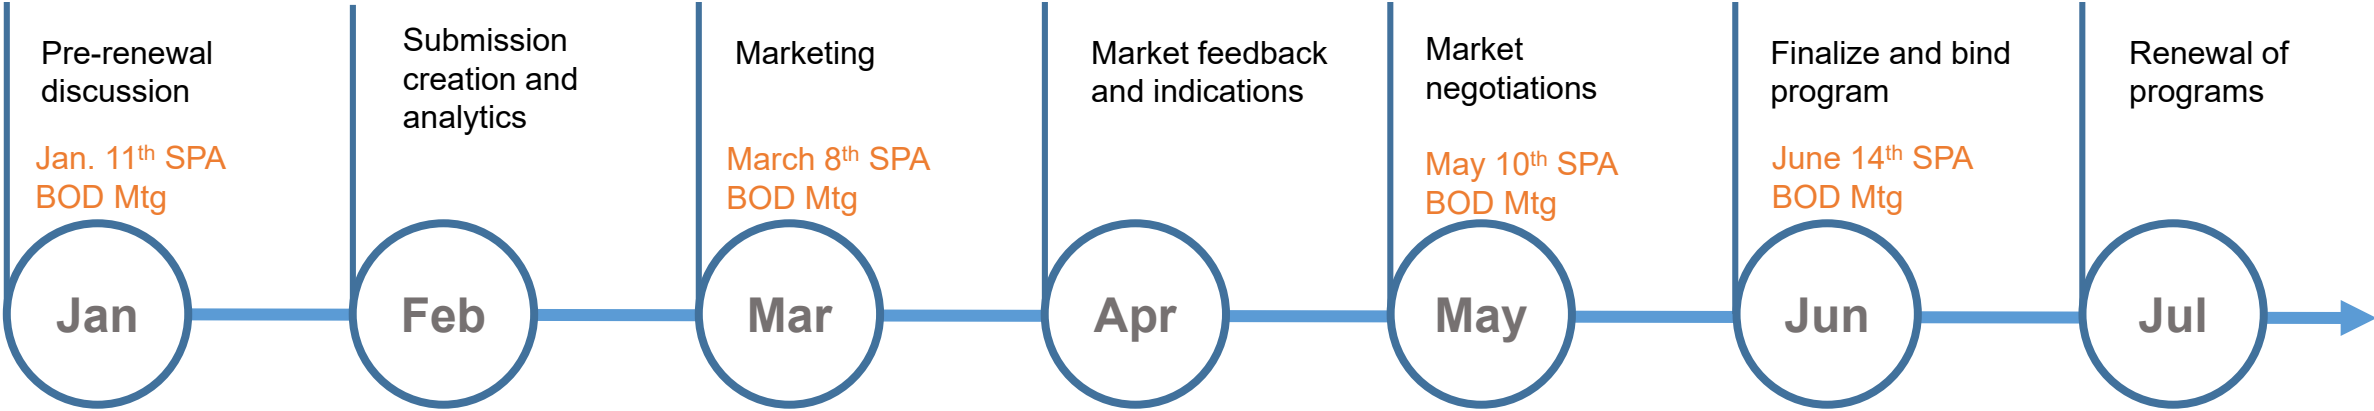 Pre-renewal
discussion
Jan. 11th SPA
BOD Mtg
Jan
Submission
creation and
analytics
Feb
Marketing
March 8th SPA
BOD Mtg
Mar
Market feedback
and indications
Apr
Market
negotiations
May 10th SPA
BOD Mtg
May
Finalize and bind
program
June 14th SPA
BOD Mtg
Jun
Renewal of
programs
Jul